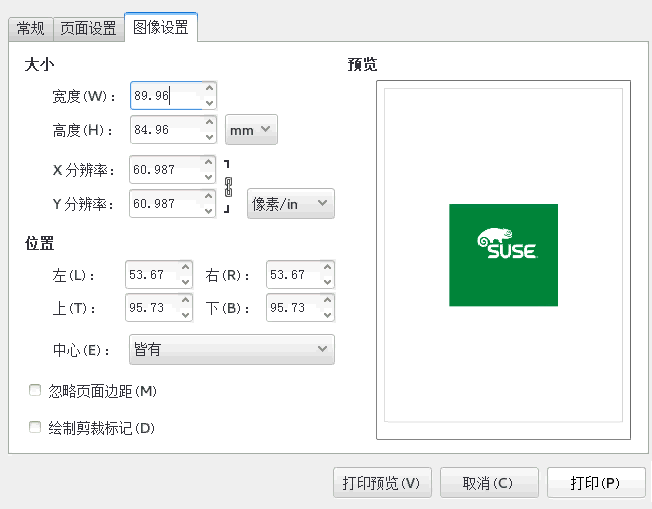 常规 页面设置 图像设置
大小 预览
宽度(W): 89.96
高度(H): 84.96 mm
X 分辨率: 60.987
Y 分辨率: 60.987 像素/in
SUSE
位置
左(L): 53.67 右(R): 53.67
上(T): 95.73 下(B): 95.73
中心(E): 皆有
忽略页面边距(M)
绘制剪裁标记(D)
打印预览(V) 取消(C) 打印(P)